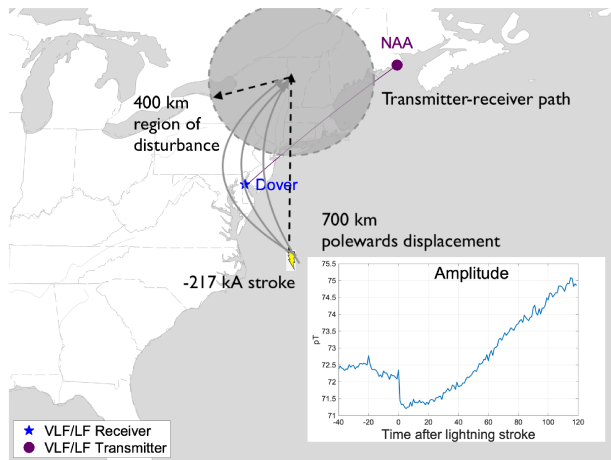 NAA
400 km
region of
disturbance
Transmitter-receiver path
Dover
700 km
polewards displacement
-217 kA stroke
Amplitude
75.5
75
74.5
74
73.5
73
72.5
72
71.5
71
pT
-40 -20 0 20 40 60 80 100 120
Time after lightning stroke
VLF/LF Receiver
VLF/LF Transmitter